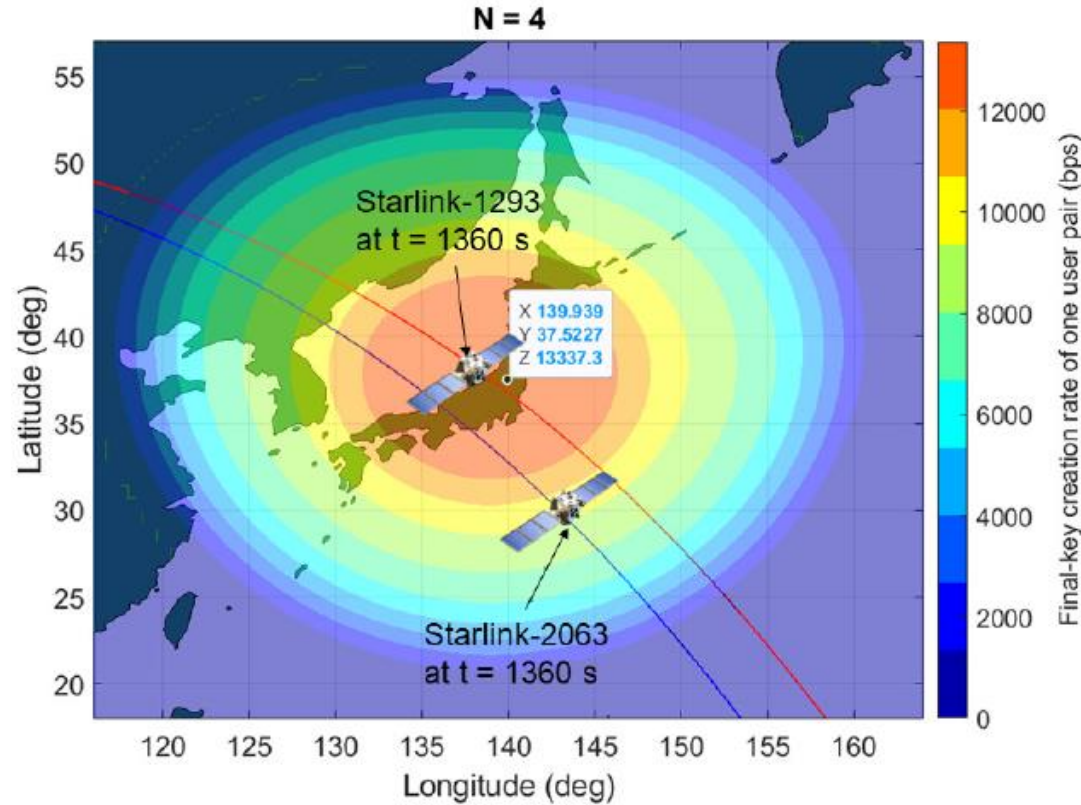 N = 4
55
50
45
40
35
30
25
20
Latitude (deg)
Starlink-1293
at t = 1360 s
X 139.939
Y 37.5227
Z 13337.3
Starlink-2063
at t = 1360 s
120
125
130
135
140
145
150
155
160
Longitude (deg)
12000
10000
8000
6000
4000
2000
0
Final-key creation rate of one user pair (bps)